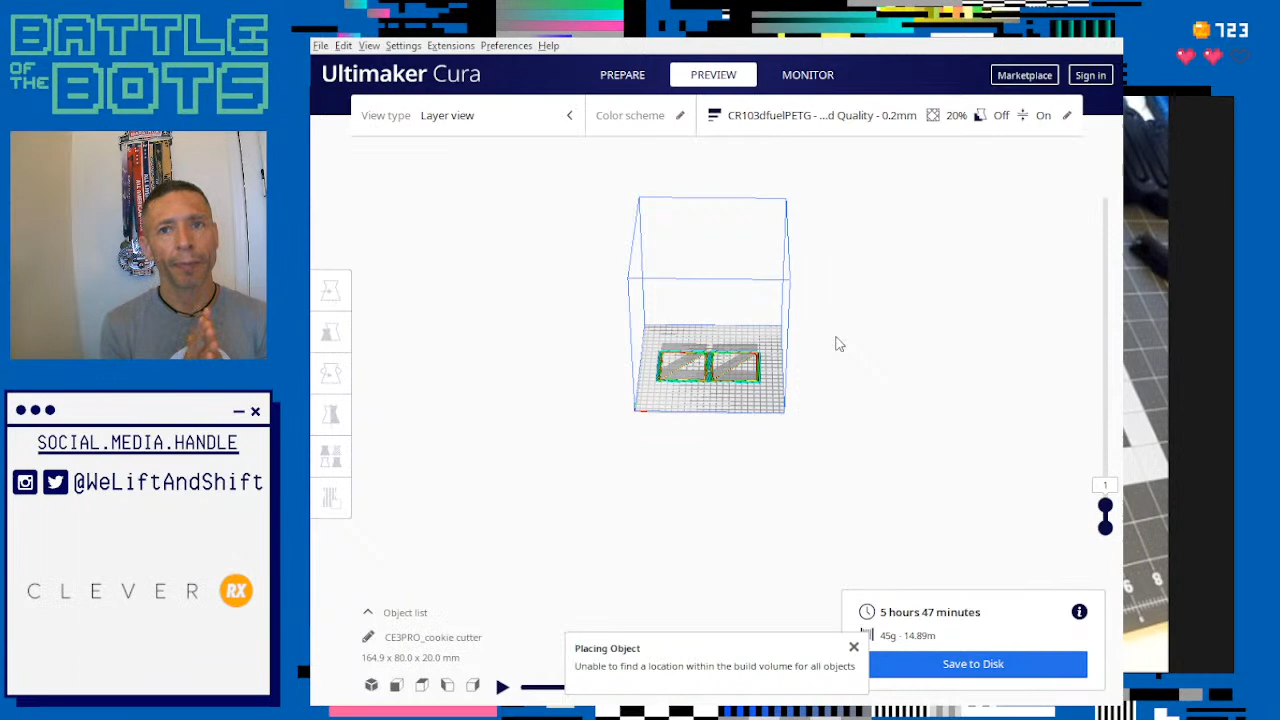 BATTLE
OF THE
BOTS
723
File Edit View Settings Extensions Preferences Help
Ultimaker Cura
PREPARE
PREVIEW
MONITOR
Marketplace
Sign in
View type Layer view
Color scheme
CR103dfuelPETG - ...d Quality - 0.2mm
20%
Off
On
SOCIAL.MEDIA.HANDLE
@WeLiftAndShift
CLEVER RX
1
Object list
CE3PRO_cookie cutter
164.9 x 80.0 x 20.0 mm
Placing Object
Unable to find a location within the build volume for all objects
5 hours 47 minutes
45g · 14.89m
Save to Disk
6 8